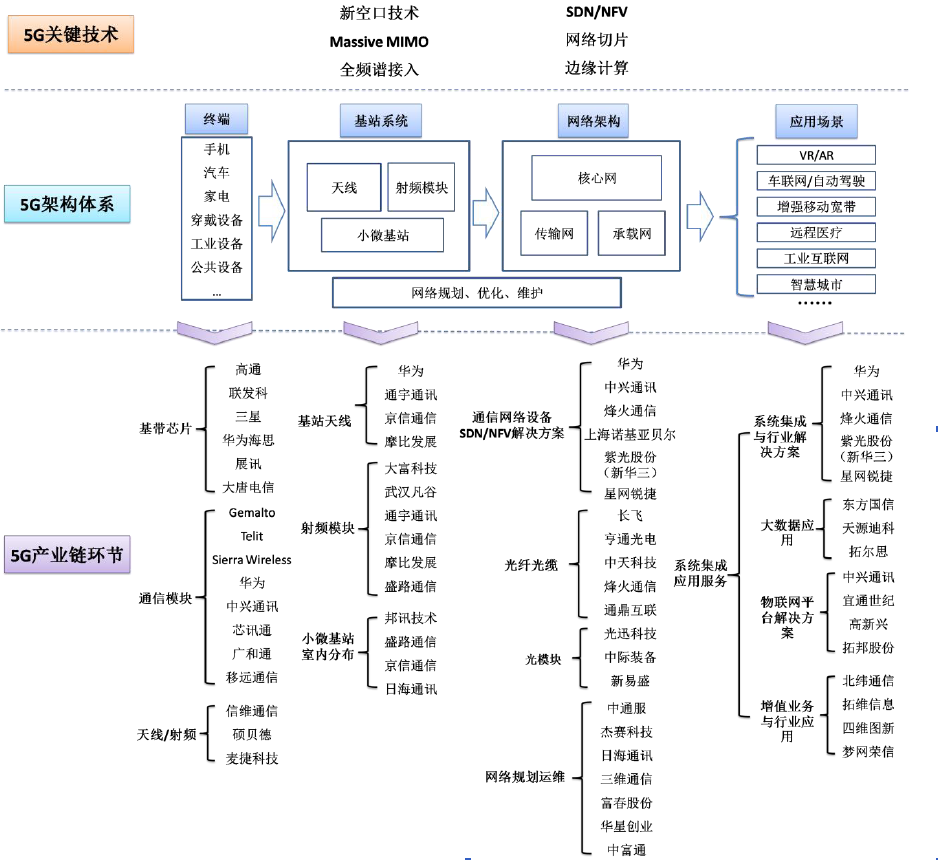 5G关键技术
新空口技术
Massive MIMO
全频谱接入
SDN/NFV
网络切片
边缘计算
5G架构体系
终端
手机
汽车
家电
穿戴设备
工业设备
公共设备
...
基站系统
天线
射频模块
小微基站
网络架构
核心网
传输网
承载网
网络规划、优化、维护
应用场景
VR/AR
车联网/自动驾驶
增强移动宽带
远程医疗
工业互联网
智慧城市
······
5G产业链环节
基带芯片
高通
联发科
三星
华为海思
展讯
大唐电信
通信模块
Gemalto
Telit
Sierra Wireless
华为
中兴通讯
芯讯通
广和通
移远通信
天线/射频
信维通信
硕贝德
麦捷科技
基站天线
华为
通宇通讯
京信通信
摩比发展
射频模块
大富科技
武汉凡谷
通宇通讯
京信通信
摩比发展
盛路通信
小微基站
室内分布
邦讯技术
盛路通信
京信通信
日海通讯
通信网络设备
SDN/NFV解决方案
华为
中兴通讯
烽火通信
上海诺基亚贝尔
紫光股份
（新华三）
星网锐捷
光纤光缆
长飞
亨通光电
中天科技
烽火通信
通鼎互联
光模块
光迅科技
中际装备
新易盛
网络规划运维
中通服
杰赛科技
日海通讯
三维通信
富春股份
华星创业
中富通
系统集成
应用服务
系统集成
与行业解
决方案
华为
中兴通讯
烽火通信
紫光股份
（新华三）
星网锐捷
大数据应
用
东方国信
天源迪科
拓尔思
物联网平
台解决方
案
中兴通讯
宜通世纪
高新兴
拓邦股份
增值业务
与行业应
用
北纬通信
拓维信息
四维图新
梦网荣信